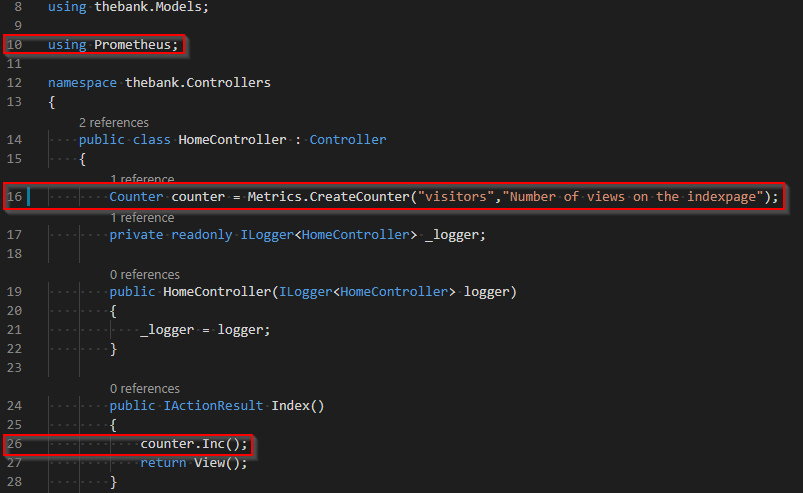 8 using thebank.Models;
9
10 using Prometheus;
11
12 namespace thebank.Controllers
13 {
2 references
14 public class HomeController : Controller
15 {
1 reference
16 Counter counter = Metrics.CreateCounter("visitors","Number of views on the indexpage");
1 reference
17 private readonly ILogger<HomeController> _logger;
18
0 references
19 public HomeController(ILogger<HomeController> logger)
20 {
21 _logger = logger;
22 }
23
0 references
24 public IActionResult Index()
25 {
26 counter.Inc();
27 return View();
28 }